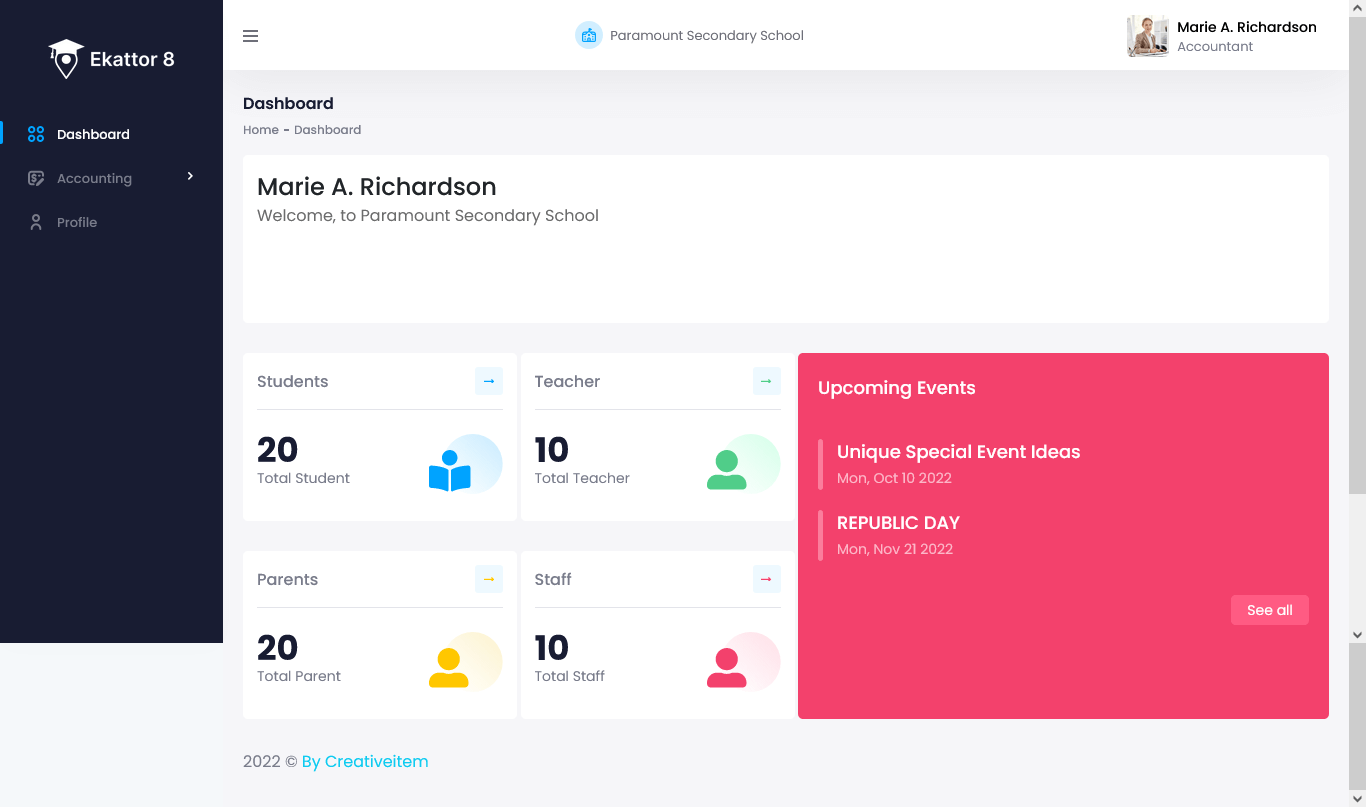 Ekattor 8
Dashboard
Accounting
Profile
Paramount Secondary School
Marie A. Richardson
Accountant
Dashboard
Home - Dashboard
Marie A. Richardson
Welcome, to Paramount Secondary School
Students
20
Total Student
Teacher
10
Total Teacher
Parents
20
Total Parent
Staff
10
Total Staff
Upcoming Events
Unique Special Event Ideas
Mon, Oct 10 2022
REPUBLIC DAY
Mon, Nov 21 2022
See all
2022 © By Creativeitem